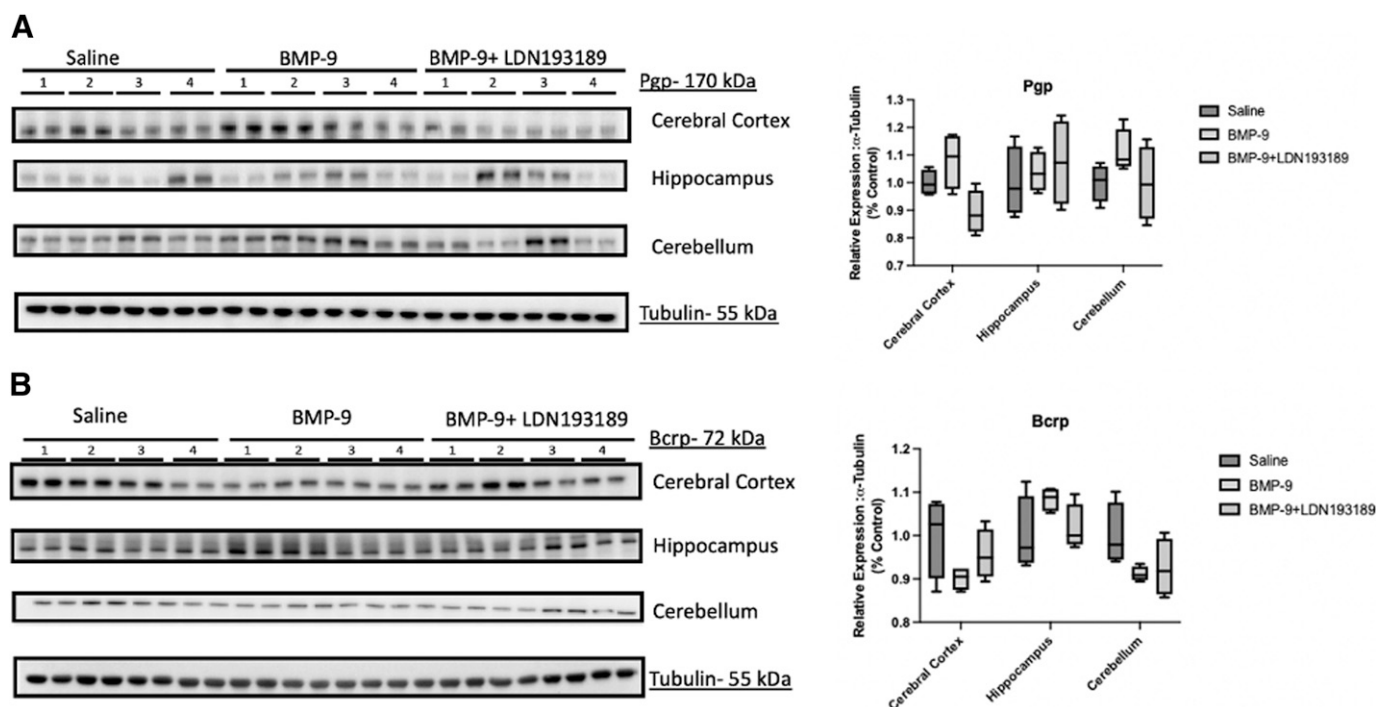 A
Saline BMP-9 BMP-9+ LDN193189
1 2 3 4 1 2 3 4 1 2 3 4
Pgp- 170 kDa
Cerebral Cortex
Hippocampus
Cerebellum
Tubulin- 55 kDa
Pgp
Relative Expression :α-Tubulin
(% Control)
1.3
1.2
1.1
1.0
0.9
0.8
0.7
Cerebral Cortex
Hippocampus
Cerebellum
Saline
BMP-9
BMP-9+LDN193189
B
Saline BMP-9 BMP-9+ LDN193189
1 2 3 4 1 2 3 4 1 2 3 4
Bcrp- 72 kDa
Cerebral Cortex
Hippocampus
Cerebellum
Tubulin- 55 kDa
Bcrp
Relative Expression :α-Tubulin
(% Control)
1.2
1.1
1.0
0.9
0.8
Cerebral Cortex
Hippocampus
Cerebellum
Saline
BMP-9
BMP-9+LDN193189